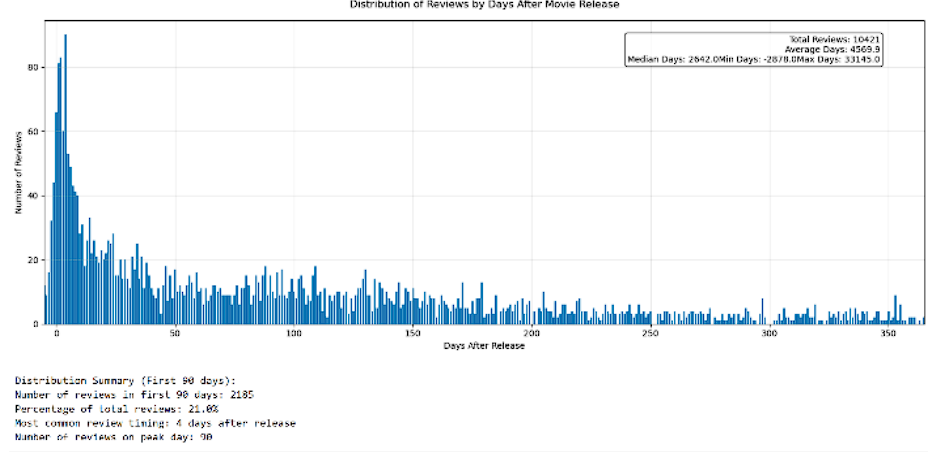 Distribution of Reviews by Days After Movie Release
Total Reviews: 10421
Average Days: 4569.9
Median Days: 2642.0Min Days: -2878.0Max Days: 33145.0
80
60
40
20
0
Number of Reviews
0 50 100 150 200 250 300 350
Days After Release
Distribution Summary (First 90 days):
Number of reviews in first 90 days: 2185
Percentage of total reviews: 21.0%
Most common review timing: 4 days after release
Number of reviews on peak day: 90